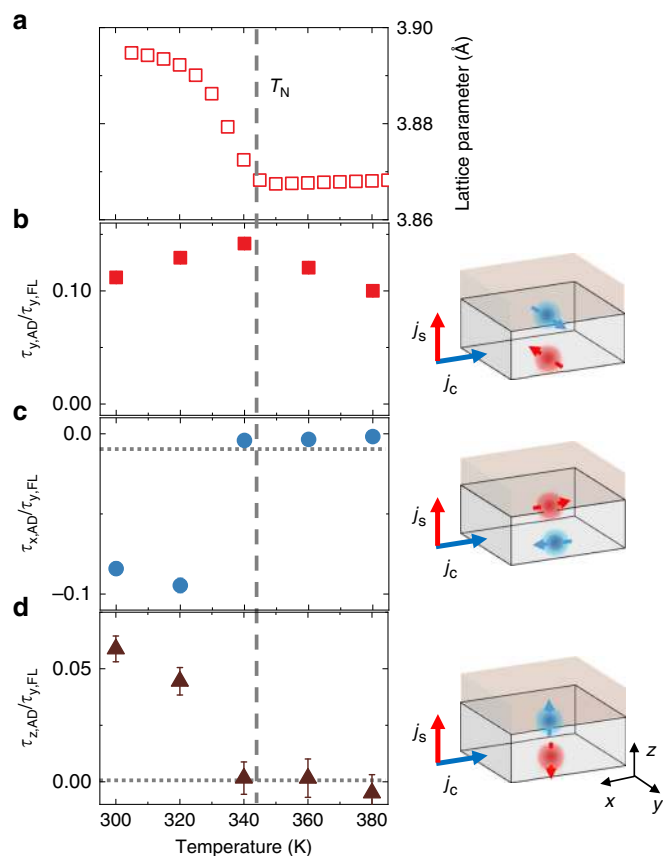 a
3.90
3.88
3.86
Lattice parameter (Å)
T_N
b
0.10
0.00
τ_y,AD/τ_y,FL
j_s
j_c
c
0.0
−0.1
τ_x,AD/τ_y,FL
j_s
j_c
d
0.05
0.00
τ_z,AD/τ_y,FL
300 320 340 360 380
Temperature (K)
j_s
j_c
z
x
y